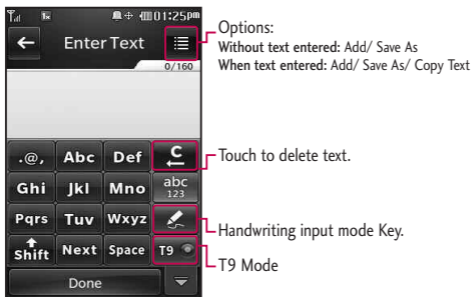 01:25pm
Enter Text
0/160
Options:
Without text entered: Add/ Save As
When text entered: Add/ Save As/ Copy Text
.@, Abc Def C
Touch to delete text.
Ghi Jkl Mno abc
123
Pqrs Tuv Wxyz
Handwriting input mode Key.
Shift Next Space T9
T9 Mode
Done